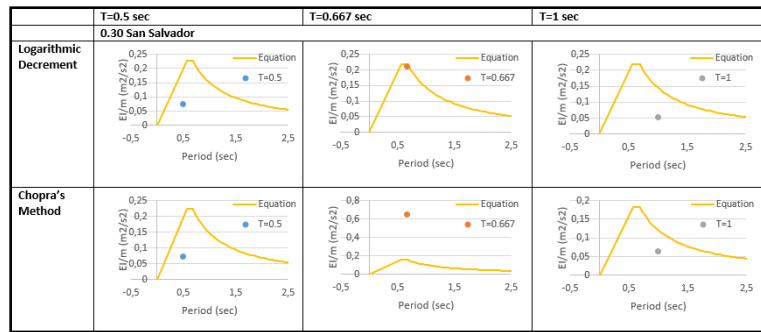 T=0.5 sec T=0.667 sec T=1 sec
0.30 San Salvador
Logarithmic Decrement
EI/m (m2/s2)
0,25
0,2
0,15
0,1
0,05
0
-0,5 0,5 1,5 2,5
Period (sec)
Equation
T=0.5
EI/m (m2/s2)
0,25
0,2
0,15
0,1
0,05
0
-0,5 0,5 1,5 2,5
Period (sec)
Equation
T=0.667
EI/m (m2/s2)
0,25
0,2
0,15
0,1
0,05
0
-0,5 0,5 1,5 2,5
Period (sec)
Equation
T=1
Chopra's Method
EI/m (m2/s2)
0,25
0,2
0,15
0,1
0,05
0
-0,5 0,5 1,5 2,5
Period (sec)
Equation
T=0.5
EI/m (m2/s2)
0,8
0,6
0,4
0,2
0
-0,5 0,5 1,5 2,5
Period (sec)
Equation
T=0.667
EI/m (m2/s2)
0,2
0,15
0,1
0,05
0
-0,5 0,5 1,5 2,5
Period (sec)
Equation
T=1